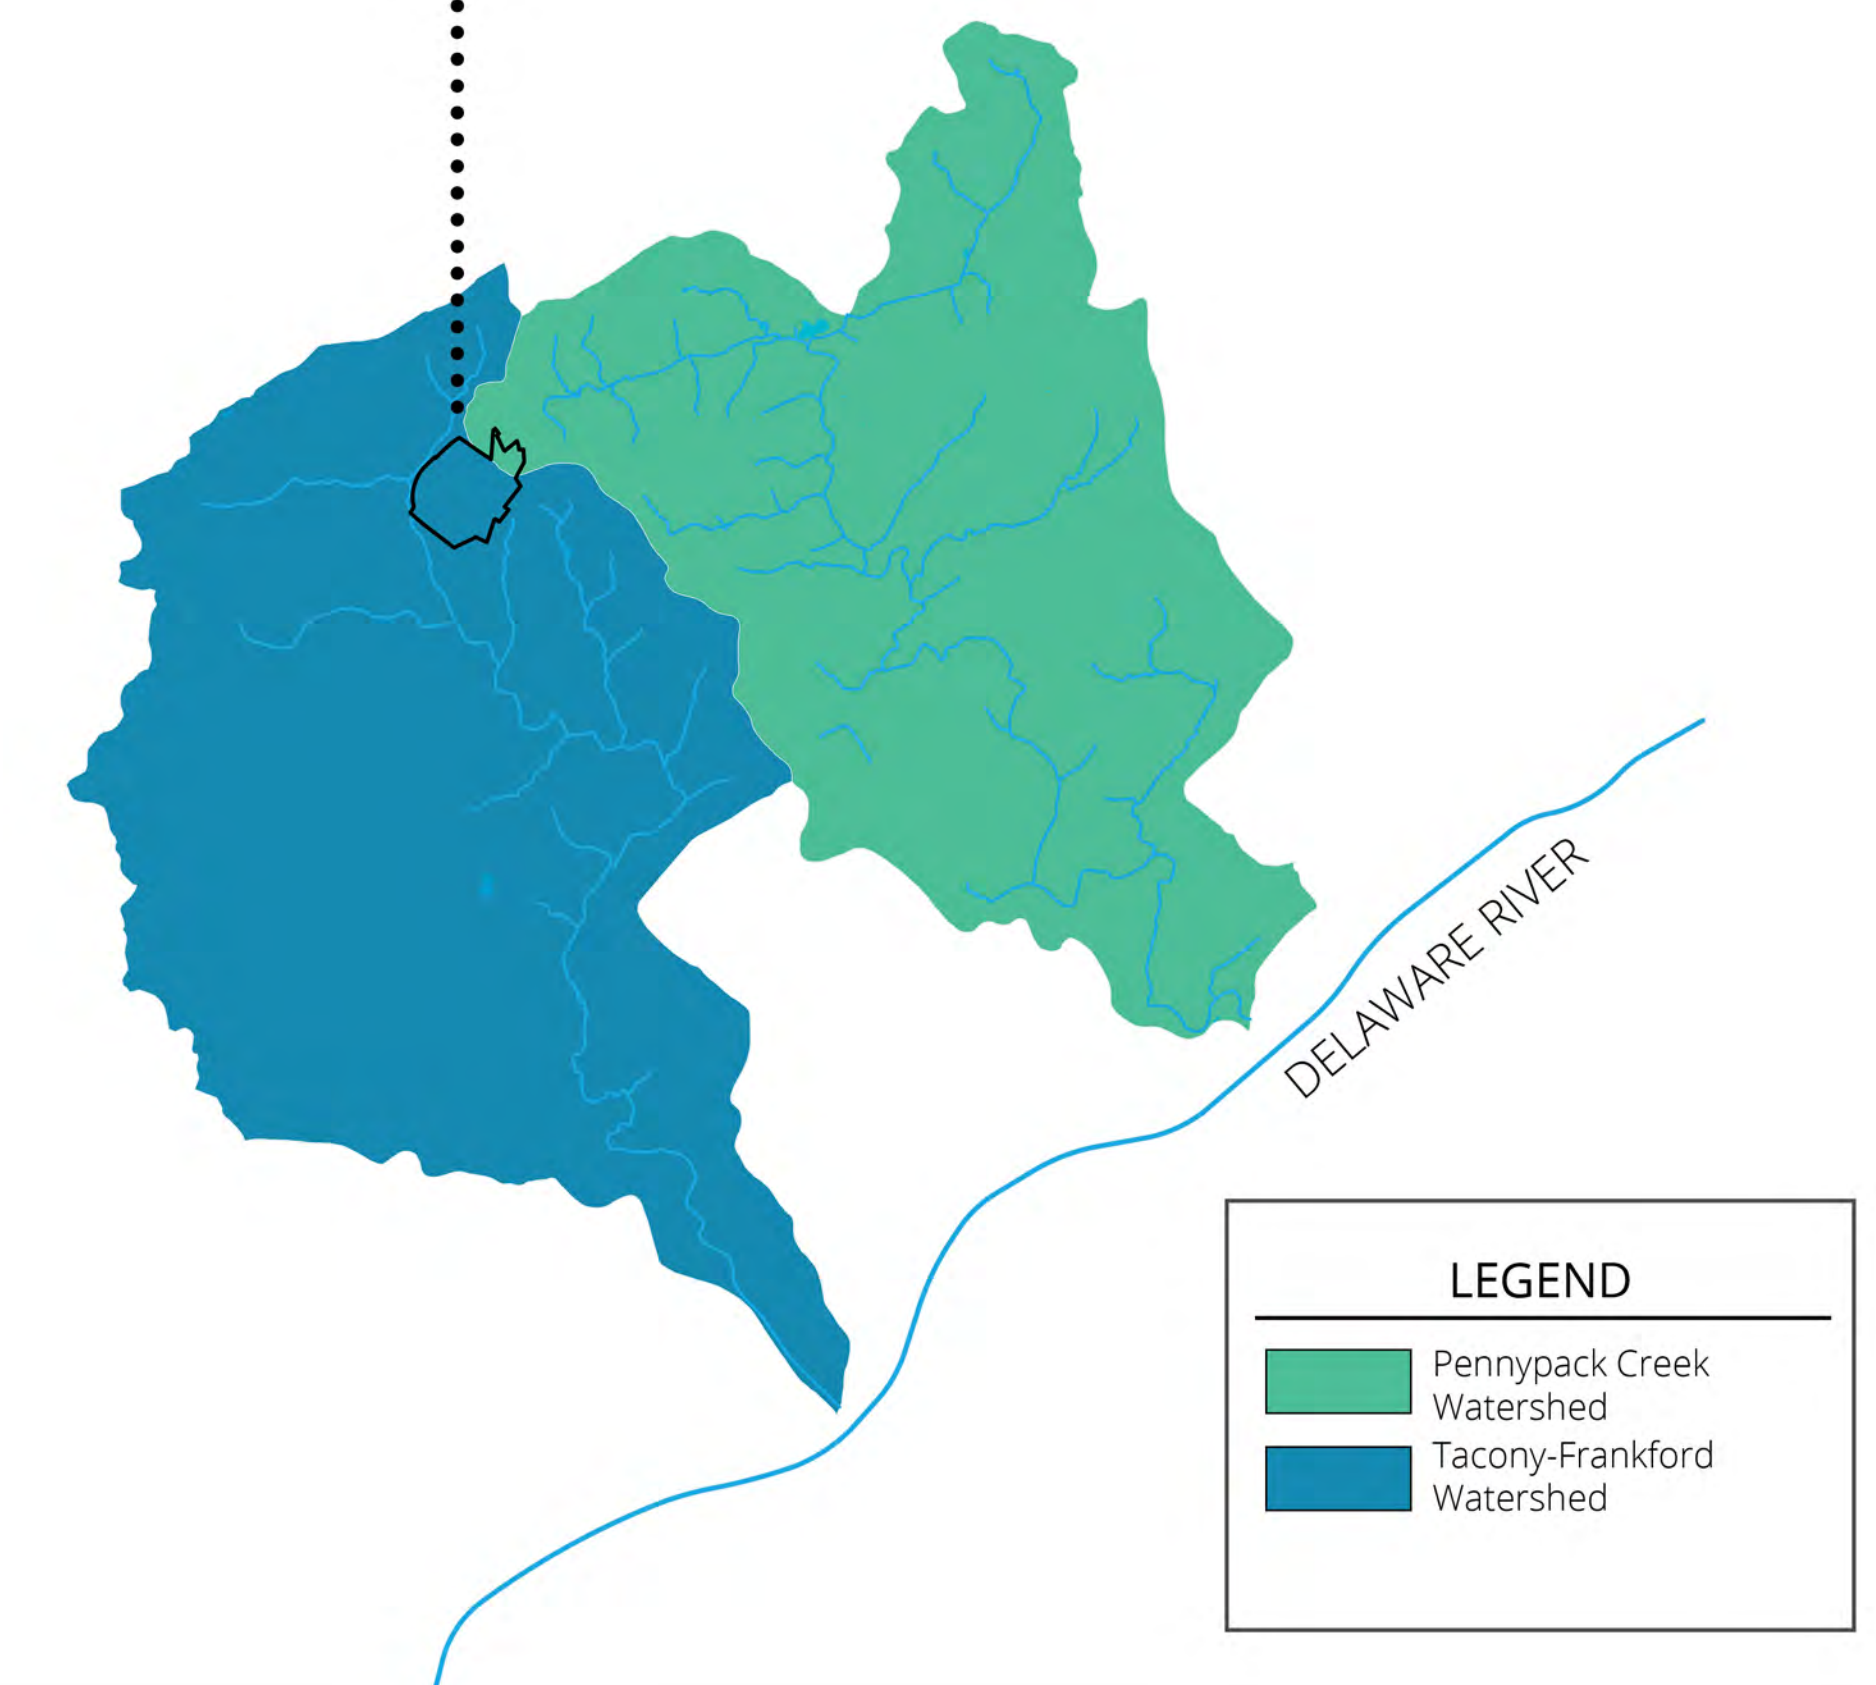 DELAWARE RIVER
LEGEND
Pennypack Creek
Watershed
Tacony-Frankford
Watershed